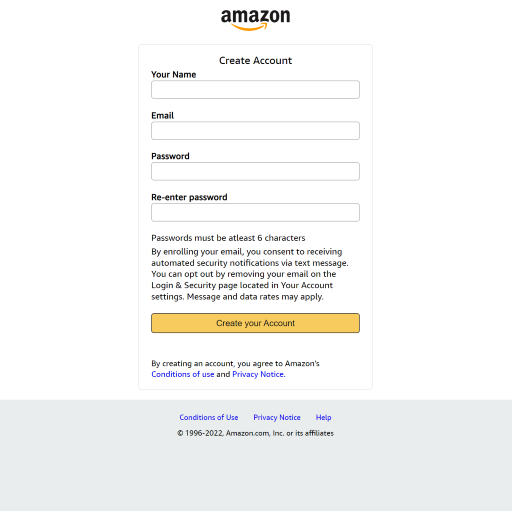 amazon
Create Account
Your Name
Email
Password
Re-enter password
Passwords must be atleast 6 characters
By enrolling your email, you consent to receiving
automated security notifications via text message.
You can opt out by removing your email on the
Login & Security page located in Your Account
settings. Message and data rates may apply.
Create your Account
By creating an account, you agree to Amazon's
Conditions of use and Privacy Notice.
Conditions of Use Privacy Notice Help
© 1996-2022, Amazon.com, Inc. or its affiliates